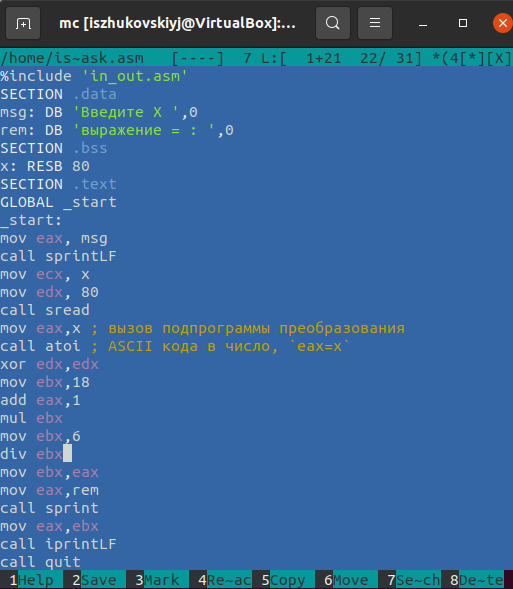 mc [iszhukovskiyj@VirtualBox]:...
/home/is~ask.asm [----] 7 L:[ 1+21 22/ 31] *(4[*][X]
%include 'in_out.asm'
SECTION .data
msg: DB 'Введите X ',0
rem: DB 'выражение = : ',0
SECTION .bss
x: RESB 80
SECTION .text
GLOBAL _start
_start:
mov eax, msg
call sprintLF
mov ecx, x
mov edx, 80
call sread
mov eax,x ; вызов подпрограммы преобразования
call atoi ; ASCII кода в число, `eax=x`
xor edx,edx
mov ebx,18
add eax,1
mul ebx
mov ebx,6
div ebx
mov ebx,eax
mov eax,rem
call sprint
mov eax,ebx
call iprintLF
call quit
1Help 2Save 3Mark 4Re~ac 5Copy 6Move 7Se~ch 8De~te